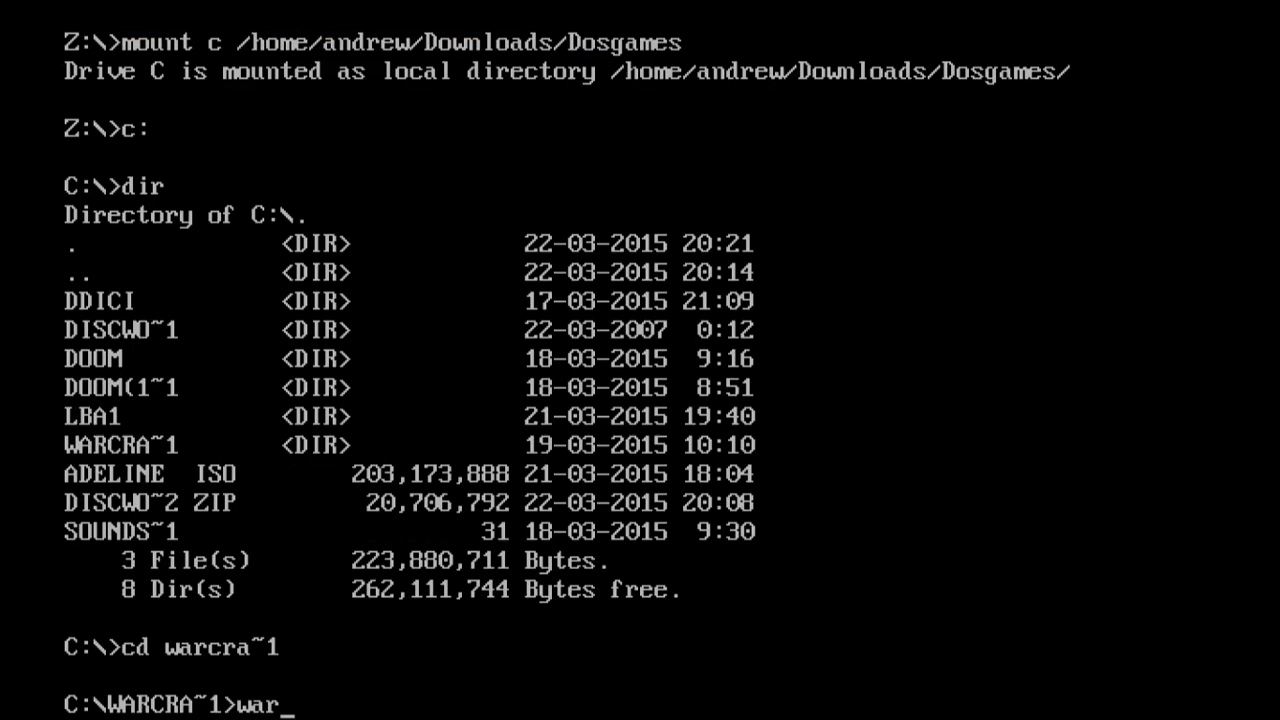 Z:\>mount c /home/andrew/Downloads/Dosgames
Drive C is mounted as local directory /home/andrew/Downloads/Dosgames/
Z:\>c:
C:\>dir
Directory of C:\.
. <DIR> 22-03-2015 20:21
.. <DIR> 22-03-2015 20:14
DDICI <DIR> 17-03-2015 21:09
DISCWO~1 <DIR> 22-03-2007 0:12
DOOM <DIR> 18-03-2015 9:16
DOOM(1~1 <DIR> 18-03-2015 8:51
LBA1 <DIR> 21-03-2015 19:40
WARCRA~1 <DIR> 19-03-2015 10:10
ADELINE ISO 203,173,888 21-03-2015 18:04
DISCWO~2 ZIP 20,706,792 22-03-2015 20:08
SOUNDS~1 31 18-03-2015 9:30
3 File(s) 223,880,711 Bytes.
8 Dir(s) 262,111,744 Bytes free.
C:\>cd warcra~1
C:\WARCRA~1>war_